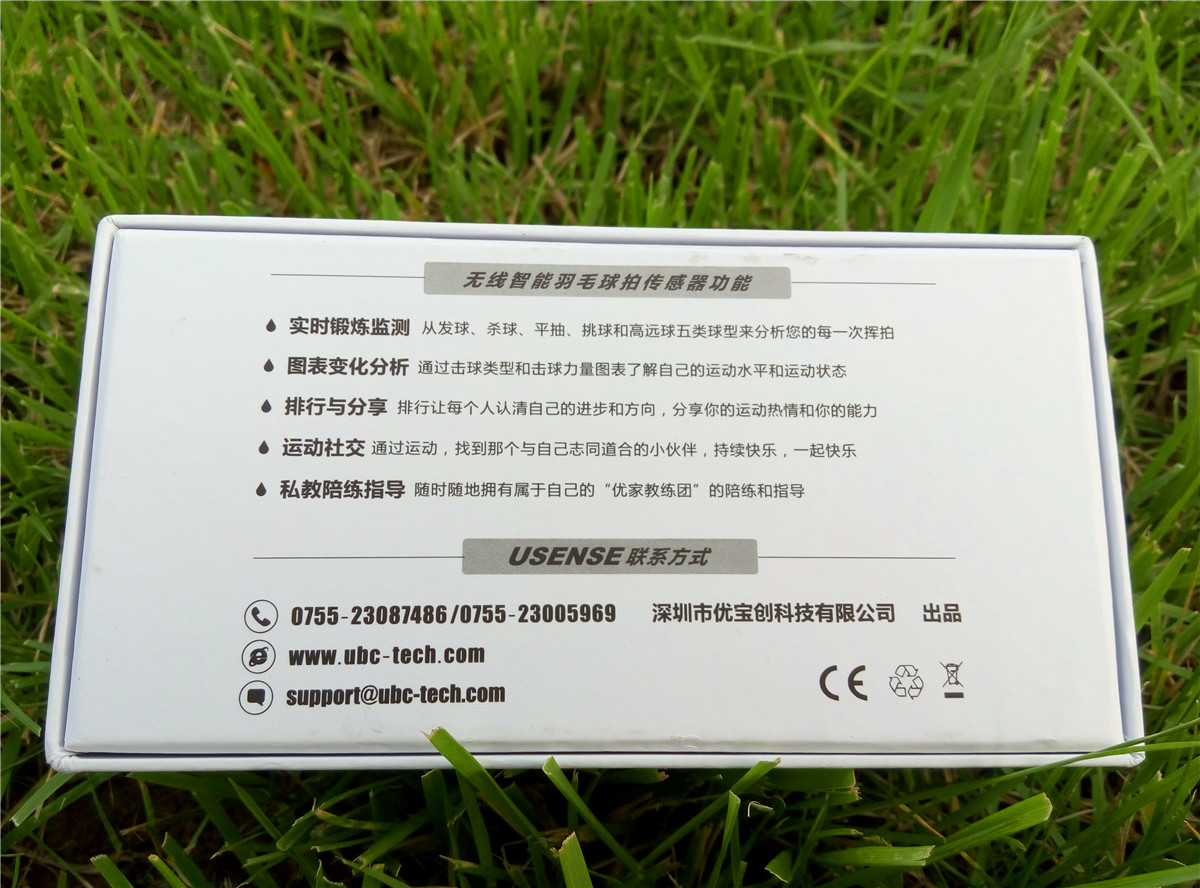 无线智能羽毛球拍传感器功能
实时锻炼监测 从发球、杀球、平抽、挑球和高远球五类球型来分析您的每一次挥拍
图表变化分析 通过击球类型和击球力量图表了解自己的运动水平和运动状态
排行与分享 排行让每个人认清自己的进步和方向，分享你的运动热情和你的能力
运动社交 通过运动，找到那个与自己志同道合的小伙伴，持续快乐，一起快乐
私教陪练指导 随时随地拥有属于自己的“优家教练团”的陪练和指导
USENSE 联系方式
0755-23087486/0755-23005969 深圳市优宝创科技有限公司 出品
www.ubc-tech.com
support@ubc-tech.com
CE